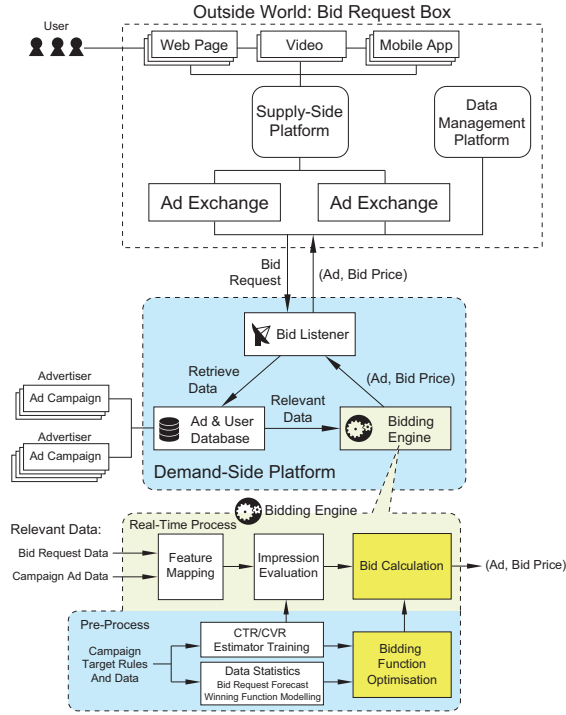 Outside World: Bid Request Box
User
Web Page
Video
Mobile App
Supply-Side
Platform
Data
Management
Platform
Ad Exchange
Ad Exchange
Bid
Request
(Ad, Bid Price)
Bid Listener
Retrieve
Data
(Ad, Bid Price)
Advertiser
Ad Campaign
Relevant
Data
Ad & User
Database
Bidding
Engine
Advertiser
Ad Campaign
Demand-Side Platform
Bidding Engine
Relevant Data:
Real-Time Process
Bid Request Data
Campaign Ad Data
Feature
Mapping
Impression
Evaluation
Bid Calculation
(Ad, Bid Price)
Pre-Process
Campaign
Target Rules
And Data
CTR/CVR
Estimator Training
Data Statistics
Bid Request Forecast
Winning Function Modelling
Bidding
Function
Optimisation